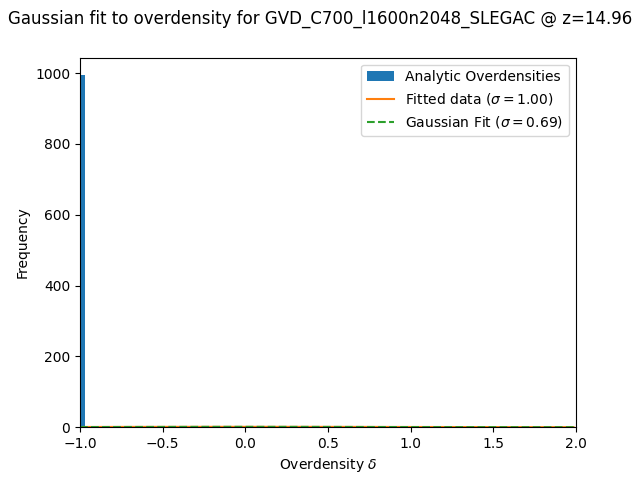 Gaussian fit to overdensity for GVD_C700_l1600n2048_SLEGAC @ z=14.96
Analytic Overdensities
Fitted data (σ = 1.00)
Gaussian Fit (σ = 0.69)
Frequency
1000
800
600
400
200
0
−1.0 −0.5 0.0 0.5 1.0 1.5 2.0
Overdensity δ